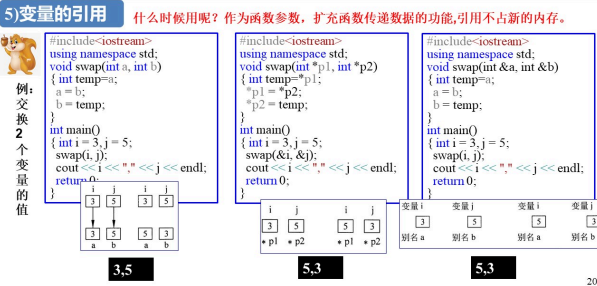 5)变量的引用
什么时候用呢？作为函数参数，扩充函数传递数据的功能,引用不占新的内存。
例：交换2个变量的值
#include<iostream>
using namespace std;
void swap(int a, int b)
{ int temp=a;
a = b;
b = temp;
}
int main()
{ int i = 3, j = 5;
swap(i, j);
cout << i << "," << j << endl;
return 0;
}
i j i j
3 5 3 5
3 5 5 3
a b a b
3,5
#include<iostream>
using namespace std;
void swap(int *p1, int *p2)
{ int temp=*p1;
*p1 = *p2;
*p2 = temp;
}
int main()
{ int i = 3, j = 5;
swap(&i, &j);
cout << i << "," << j << endl;
return 0;
}
i j i j
3 5 5 3
* p1 * p2 * p1 * p2
5,3
#include<iostream>
using namespace std;
void swap(int &a, int &b)
{ int temp=a;
a = b;
b = temp;
}
int main()
{ int i = 3, j = 5;
swap(i, j);
cout << i << "," << j << endl;
return 0;
}
变量 i 变量 j 变量 i 变量 j
3 5 5 3
别名 a 别名 b 别名 a 别名 b
5,3
20